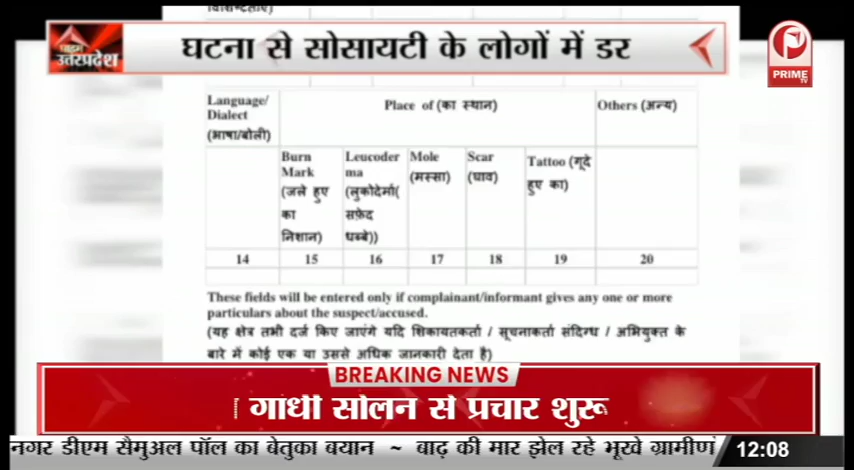 प्राइम
उत्तरप्रदेश
घटना से सोसायटी के लोगों में डर
PRIME
TV
Language/
Dialect
(भाषा/बोली)
Place of (का स्थान)
Others (अन्य)
Burn
Mark
(जले हुए
का
निशान)
Leucoder
ma
(लुकोदेर्मा(
सफ़ेद
धब्बे))
Mole
(मस्सा)
Scar
(घाव)
Tattoo (गूदे
हुए का)
14 15 16 17 18 19 20
These fields will be entered only if complainant/informant gives any one or more
particulars about the suspect/accused.
(यह क्षेत्र तभी दर्ज किए जाएंगे यदि शिकायतकर्ता / सूचनाकर्ता संदिग्ध / अभियुक्त के
बारे में कोई एक या उससे अधिक जानकारी देता है)
BREAKING NEWS
गांधी सोलन से प्रचार शुरू
नगर डीएम सैमुअल पॉल का बेतुका बयान ~ बाढ़ की मार झेल रहे भूखे ग्रामीणं
12:08